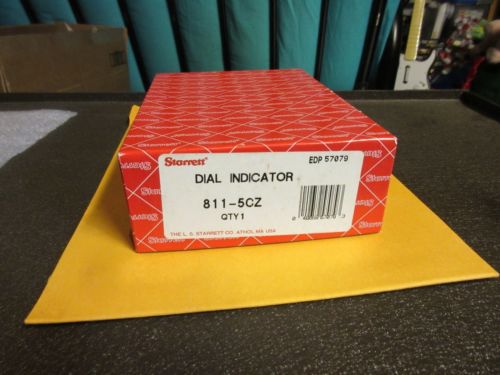 Starrett®
EDP 57079
DIAL INDICATOR
811-5CZ
QTY 1
THE L. S. STARRETT CO. ATHOL, MA USA